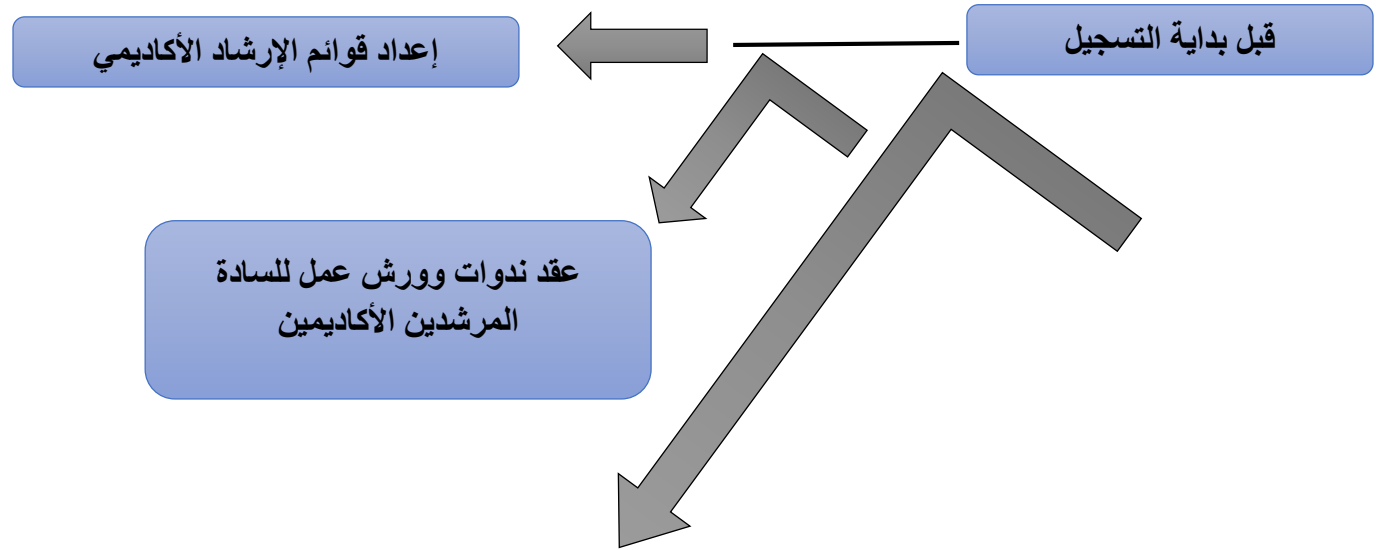 قبل بداية التسجيل
إعداد قوائم الإرشاد الأكاديمي
عقد ندوات وورش عمل للسادة
المرشدين الأكاديمين